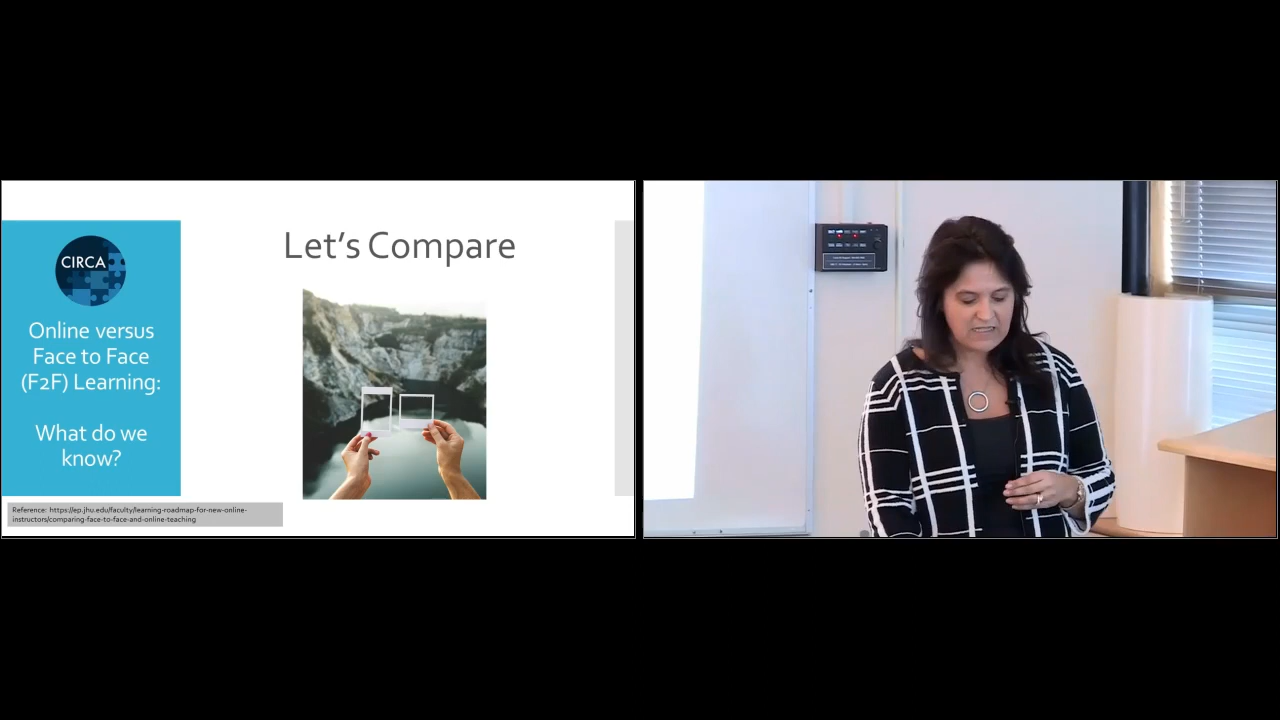 CIRCA
Online versus
Face to Face
(F2F) Learning:
What do we
know?
Let's Compare
Reference: https://ep.jhu.edu/faculty/learning-roadmap-for-new-online-
instructors/comparing-face-to-face-and-online-teaching